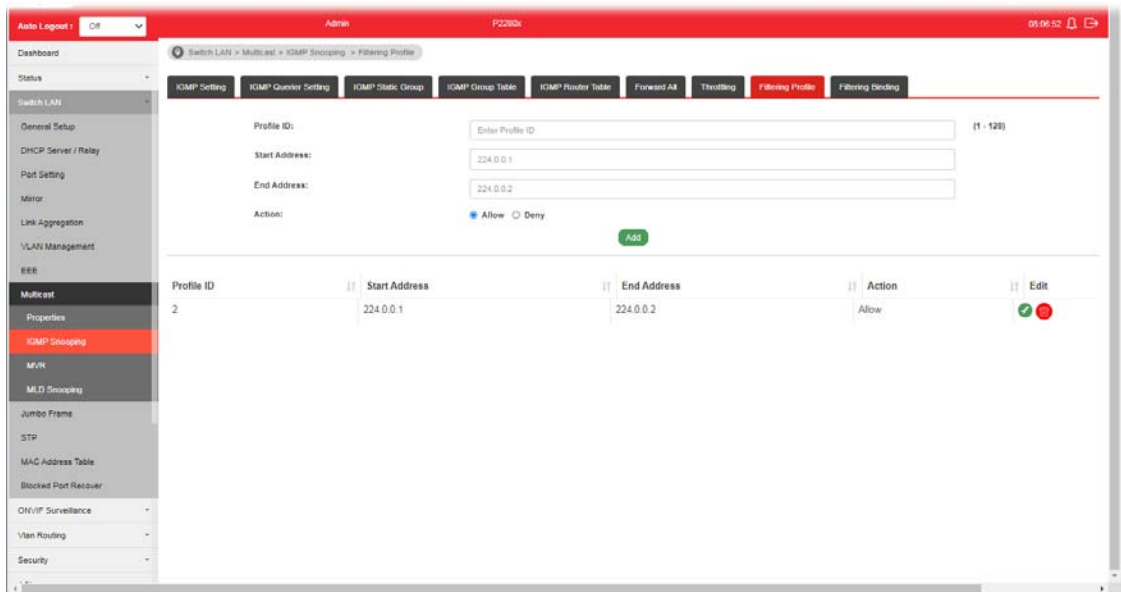 Auto Logout : Off Admin P2280x 05:06:52
Dashboard
Status
Switch LAN
General Setup
DHCP Server / Relay
Port Setting
Mirror
Link Aggregation
VLAN Management
EEE
Multicast
Properties
IGMP Snooping
MVR
MLD Snooping
Jumbo Frame
STP
MAC Address Table
Blocked Port Recover
ONVIF Surveillance
Vlan Routing
Security
Switch LAN > Multicast > IGMP Snooping > Filtering Profile
IGMP Setting IGMP Querier Setting IGMP Static Group IGMP Group Table IGMP Router Table Forward All Throttling Filtering Profile Filtering Binding
Profile ID: Enter Profile ID (1 - 128)
Start Address: 224.0.0.1
End Address: 224.0.0.2
Action: Allow Deny
Add
Profile ID Start Address End Address Action Edit
2 224.0.0.1 224.0.0.2 Allow